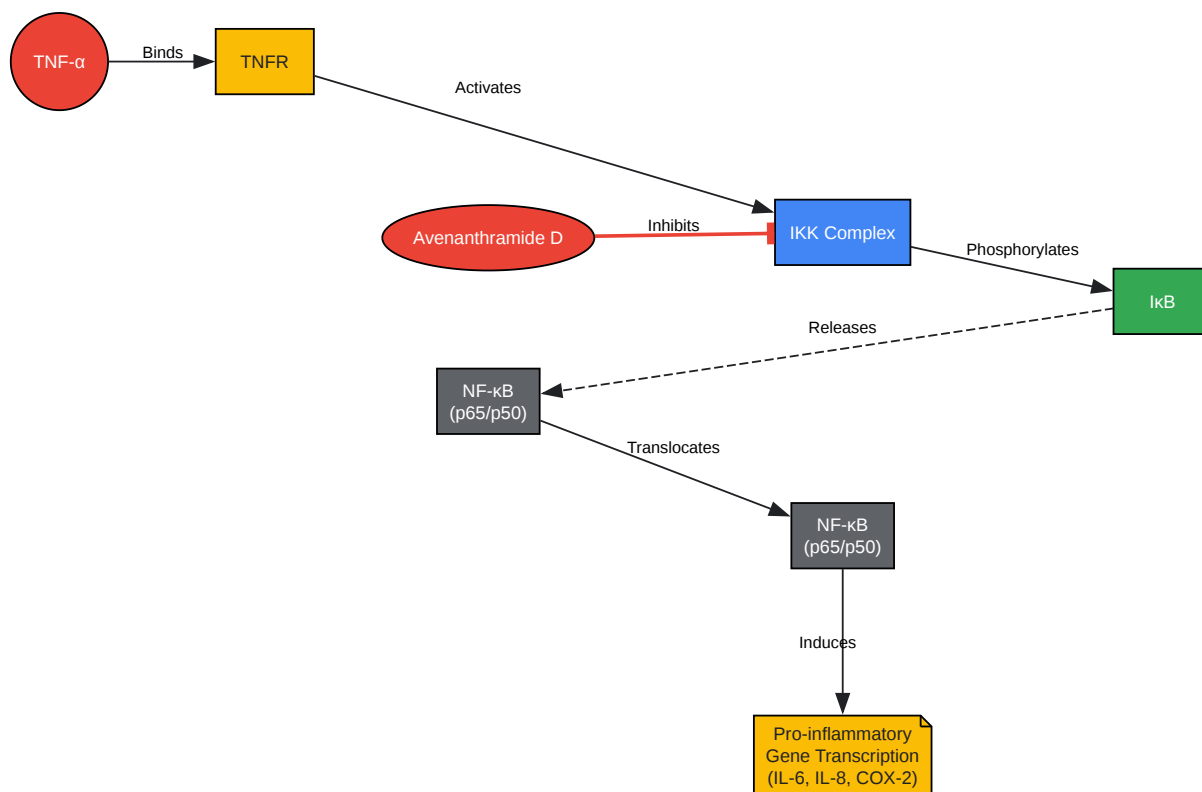 TNF-α
Binds
TNFR
Activates
Avenanthramide D
Inhibits
IKK Complex
Phosphorylates
IκB
Releases
NF-κB
(p65/p50)
Translocates
NF-κB
(p65/p50)
Induces
Pro-inflammatory
Gene Transcription
(IL-6, IL-8, COX-2)